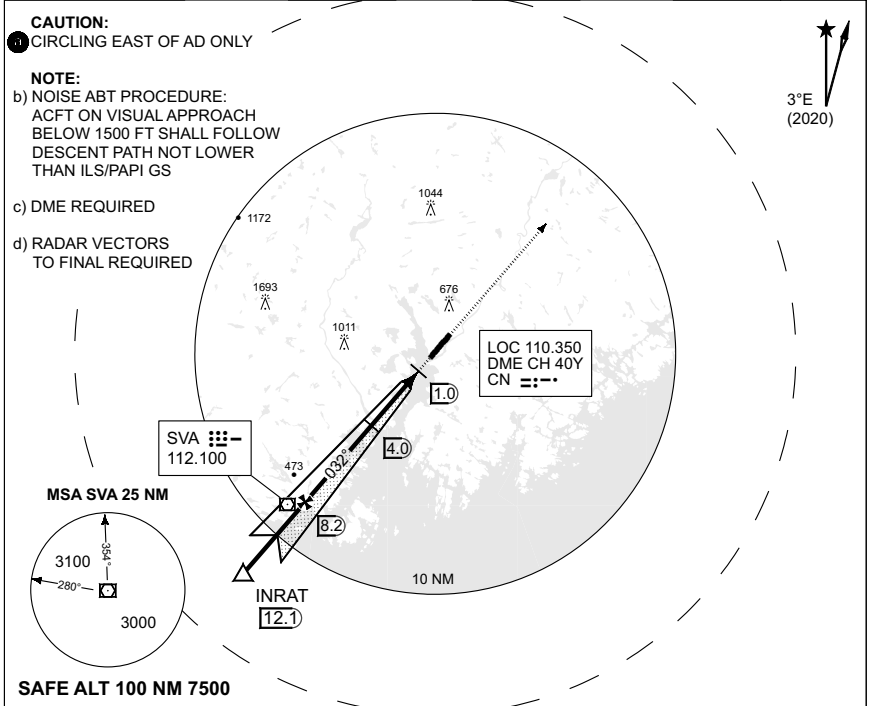 CAUTION:
a CIRCLING EAST OF AD ONLY
NOTE:
b) NOISE ABT PROCEDURE:
ACFT ON VISUAL APPROACH
BELOW 1500 FT SHALL FOLLOW
DESCENT PATH NOT LOWER
THAN ILS/PAPI GS
c) DME REQUIRED
d) RADAR VECTORS
TO FINAL REQUIRED
3°E
(2020)
1044
1172
1693
676
1011
LOC 110.350
DME CH 40Y
CN
1.0
SVA
112.100
4.0
473
032°
8.2
MSA SVA 25 NM
354°
3100
280°
3000
10 NM
INRAT
12.1
SAFE ALT 100 NM 7500